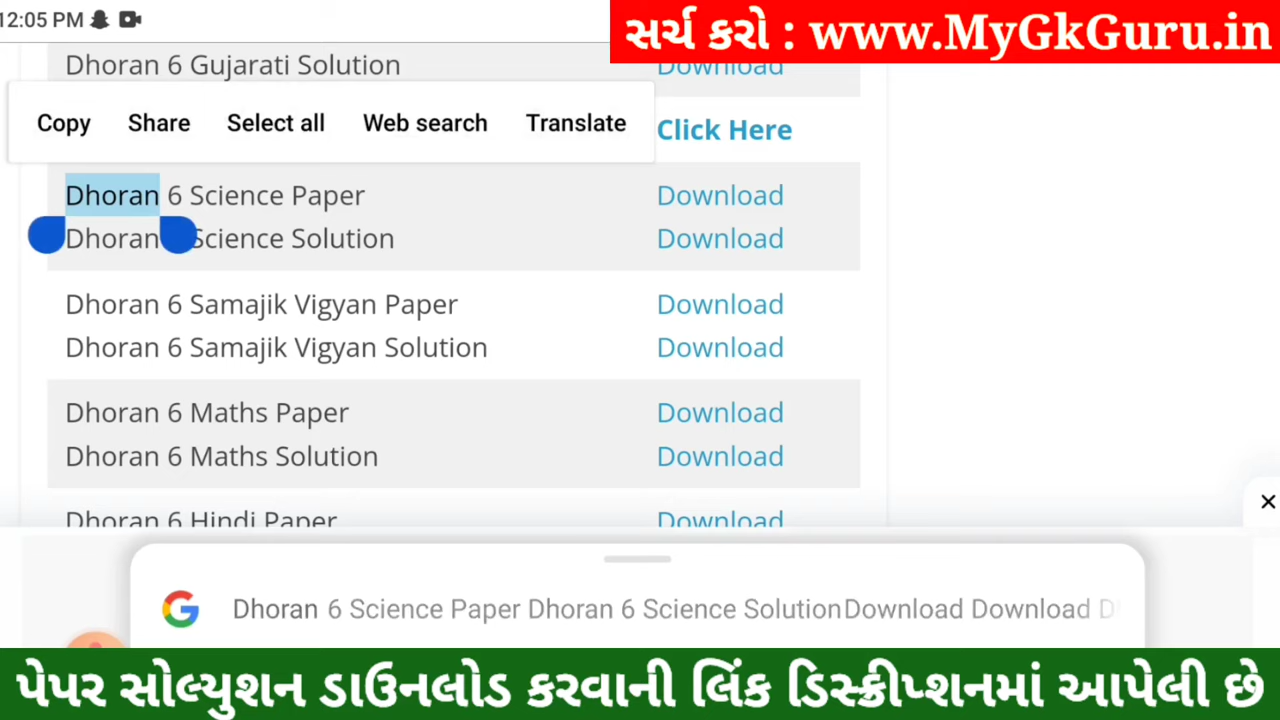 12:05 PM
સર્ચ કરો : www.MyGkGuru.in
Dhoran 6 Gujarati Solution Download
Copy Share Select all Web search Translate
Click Here
Dhoran 6 Science Paper Download
Dhoran Science Solution Download
Dhoran 6 Samajik Vigyan Paper Download
Dhoran 6 Samajik Vigyan Solution Download
Dhoran 6 Maths Paper Download
Dhoran 6 Maths Solution Download
Dhoran 6 Hindi Paper Download
Dhoran 6 Science Paper Dhoran 6 Science SolutionDownload Download D
પેપર સોલ્યુશન ડાઉનલોડ કરવાની લિંક ડિસ્ક્રીપ્શનમાં આપેલી છે